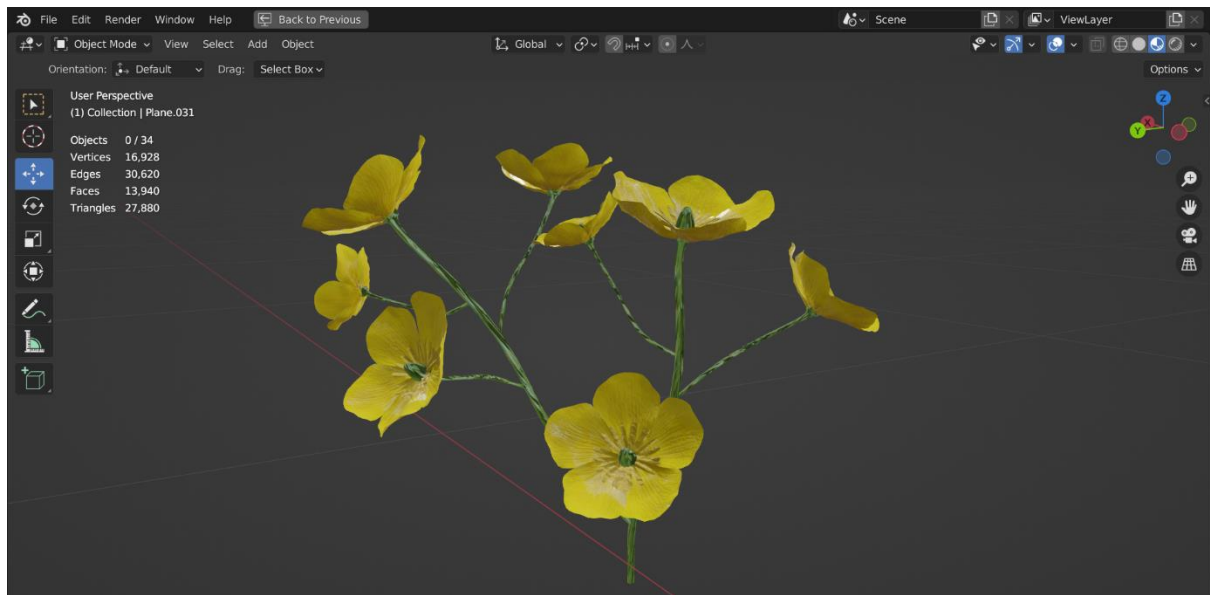 File Edit Render Window Help Back to Previous Scene ViewLayer
Object Mode View Select Add Object Global Options
Orientation: Default Drag: Select Box
User Perspective
(1) Collection | Plane.031
Objects 0 / 34
Vertices 16,928
Edges 30,620
Faces 13,940
Triangles 27,880
Z
X
Y